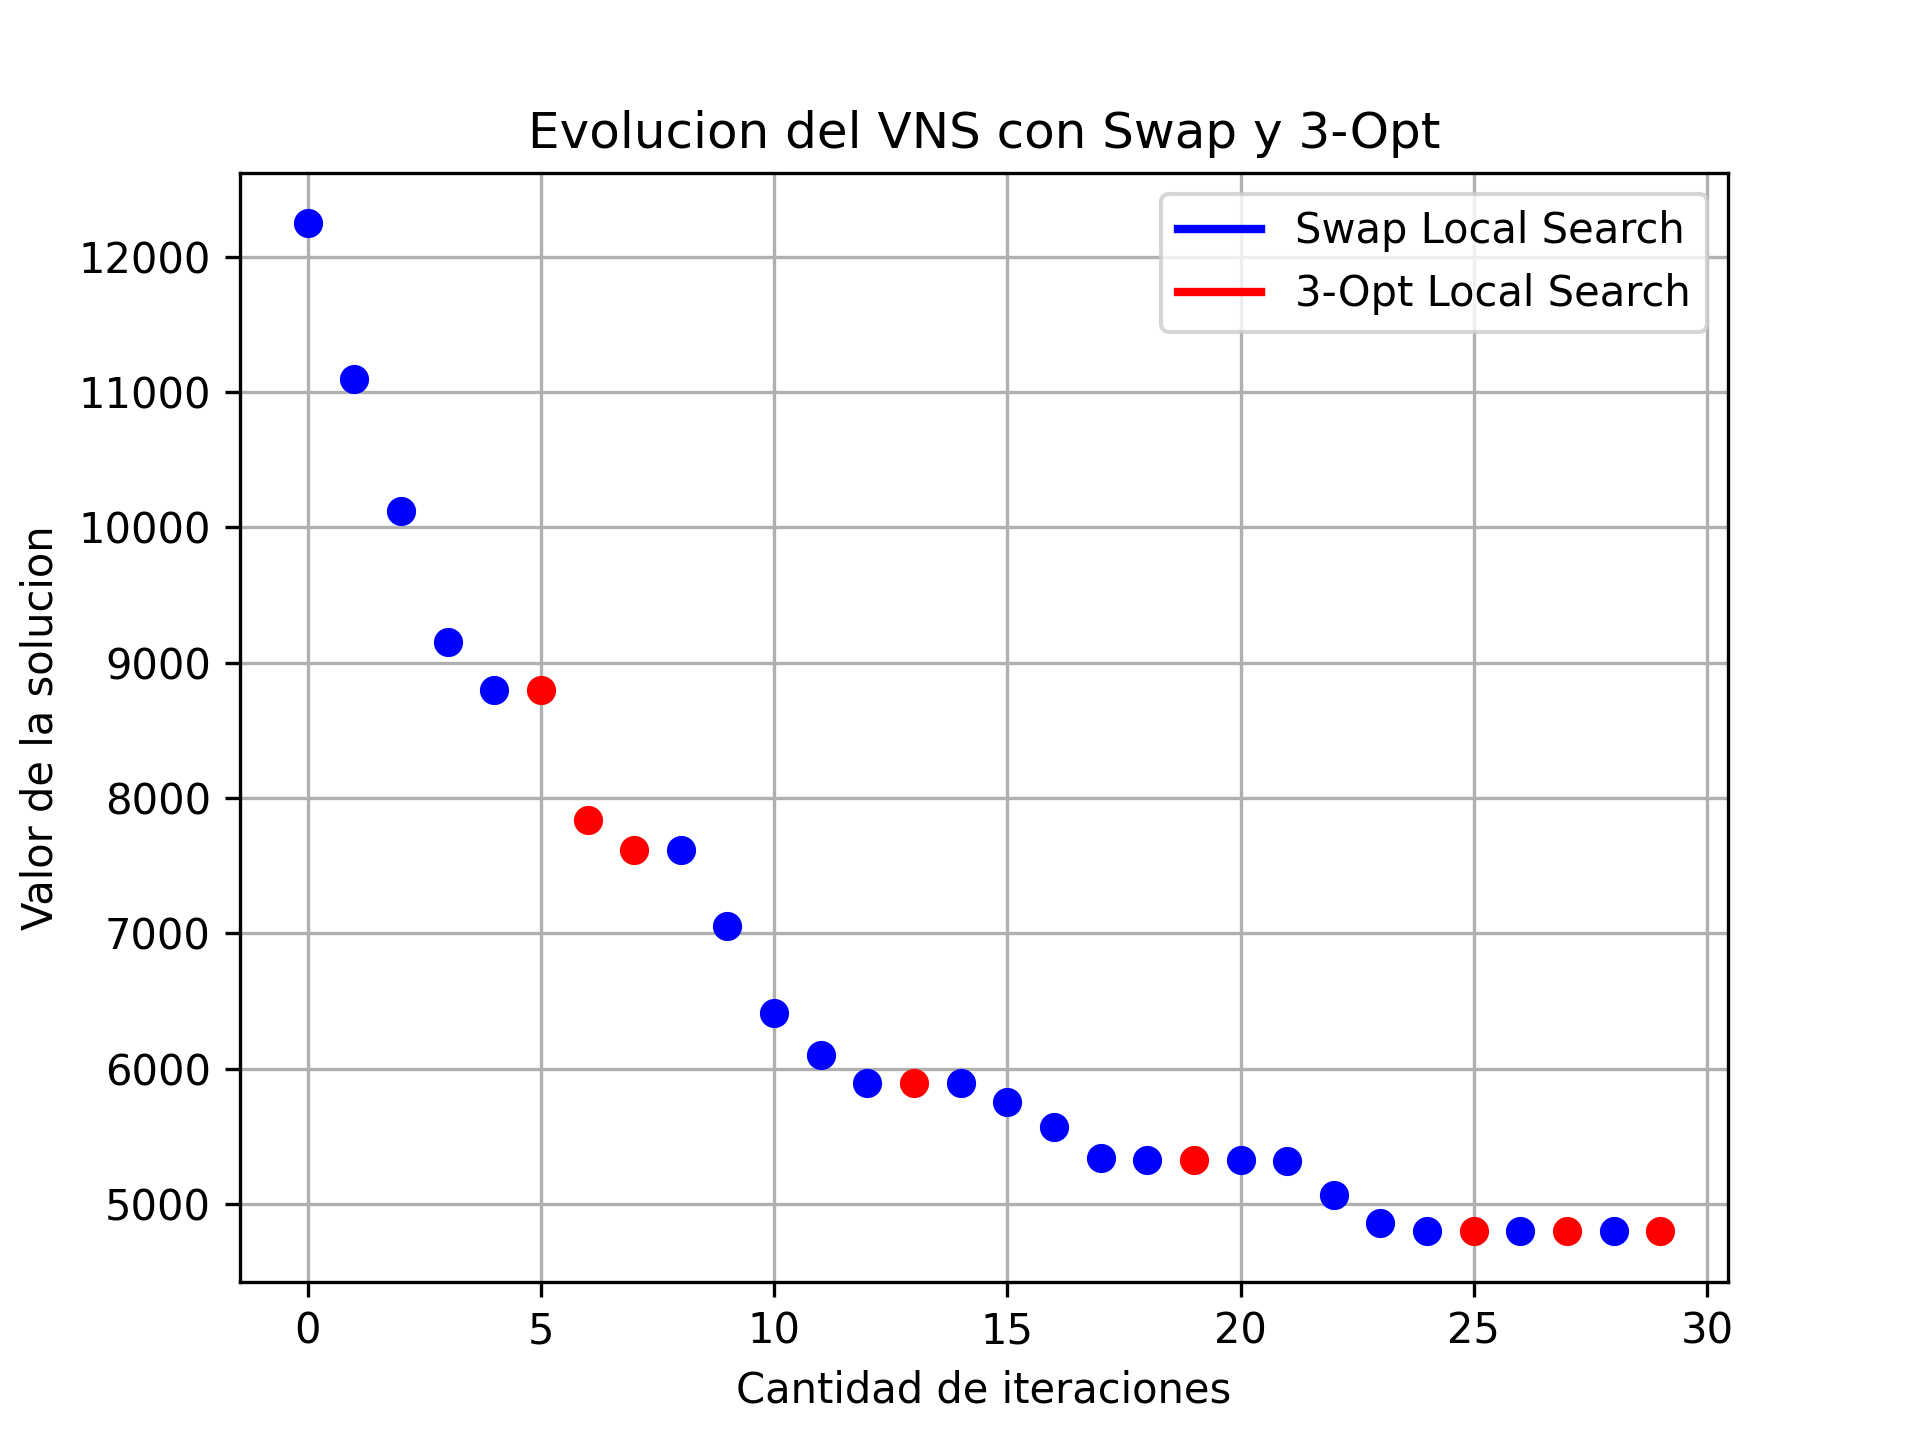 Evolucion del VNS con Swap y 3-Opt
Swap Local Search
3-Opt Local Search
Valor de la solucion
12000
11000
10000
9000
8000
7000
6000
5000
0 5 10 15 20 25 30
Cantidad de iteraciones